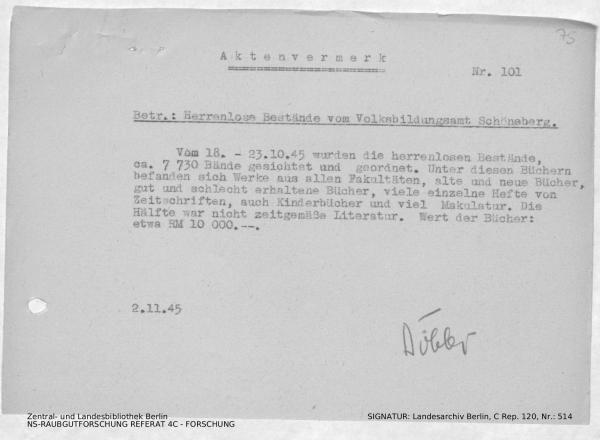 75
Aktenvermerk
Nr. 101
Betr.: Herrenlose Bestände vom Volksbildungsamt Schöneberg.
Vom 18. - 23.10.45 wurden die herrenlosen Bestände,
ca. 7 730 Bände gesichtet und geordnet. Unter diesen Büchern
befanden sich Werke aus allen Fakultäten, alte und neue Bücher,
gut und schlecht erhaltene Bücher, viele einzelne Hefte von
Zeitschriften, auch Kinderbücher und viel Makulatur. Die
Hälfte war nicht zeitgemäße Literatur. Wert der Bücher:
etwa RM 10 000.--.
2.11.45
Döbler
Zentral- und Landesbibliothek Berlin
NS-RAUBGUTFORSCHUNG REFERAT 4C - FORSCHUNG
SIGNATUR: Landesarchiv Berlin, C Rep. 120, Nr.: 514